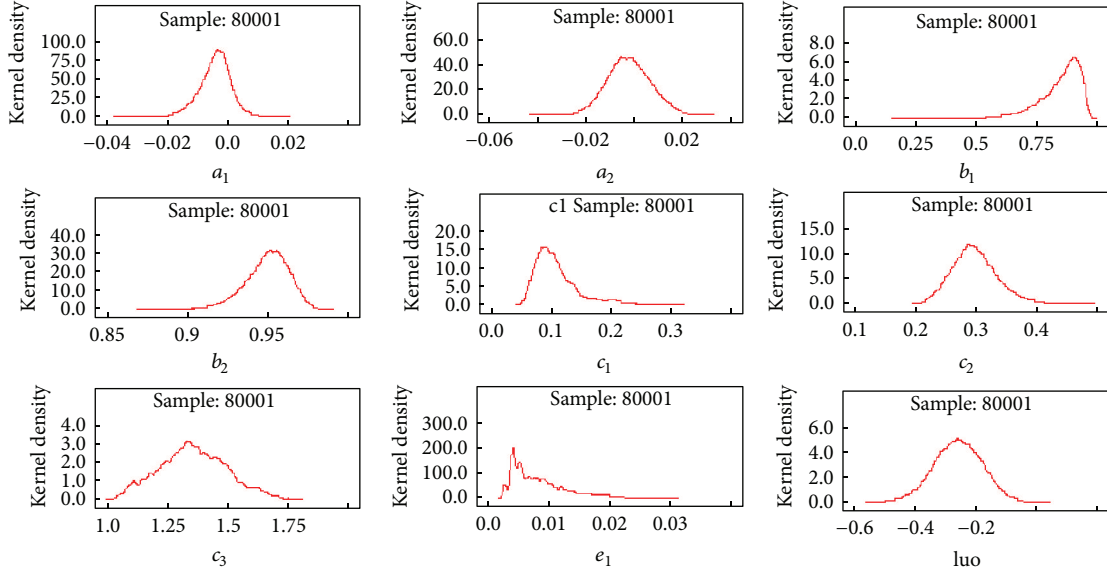 Sample: 80001
Kernel density
100.0
75.0
50.0
25.0
0.0
−0.04 −0.02 0.0 0.02
a1
Sample: 80001
Kernel density
60.0
40.0
20.0
0.0
−0.06 −0.02 0.02
a2
Sample: 80001
Kernel density
8.0
6.0
4.0
2.0
0.0
0.0 0.25 0.5 0.75
b1
Sample: 80001
Kernel density
40.0
30.0
20.0
10.0
0.0
0.85 0.9 0.95
b2
c1 Sample: 80001
Kernel density
20.0
15.0
10.0
5.0
0.0
0.0 0.1 0.2 0.3
c1
Sample: 80001
Kernel density
15.0
10.0
5.0
0.0
0.1 0.2 0.3 0.4
c2
Sample: 80001
Kernel density
4.0
3.0
2.0
1.0
0.0
1.0 1.25 1.5 1.75
c3
Sample: 80001
Kernel density
300.0
200.0
100.0
0.0
0.0 0.01 0.02 0.03
e1
Sample: 80001
Kernel density
6.0
4.0
2.0
0.0
−0.6 −0.4 −0.2
luo